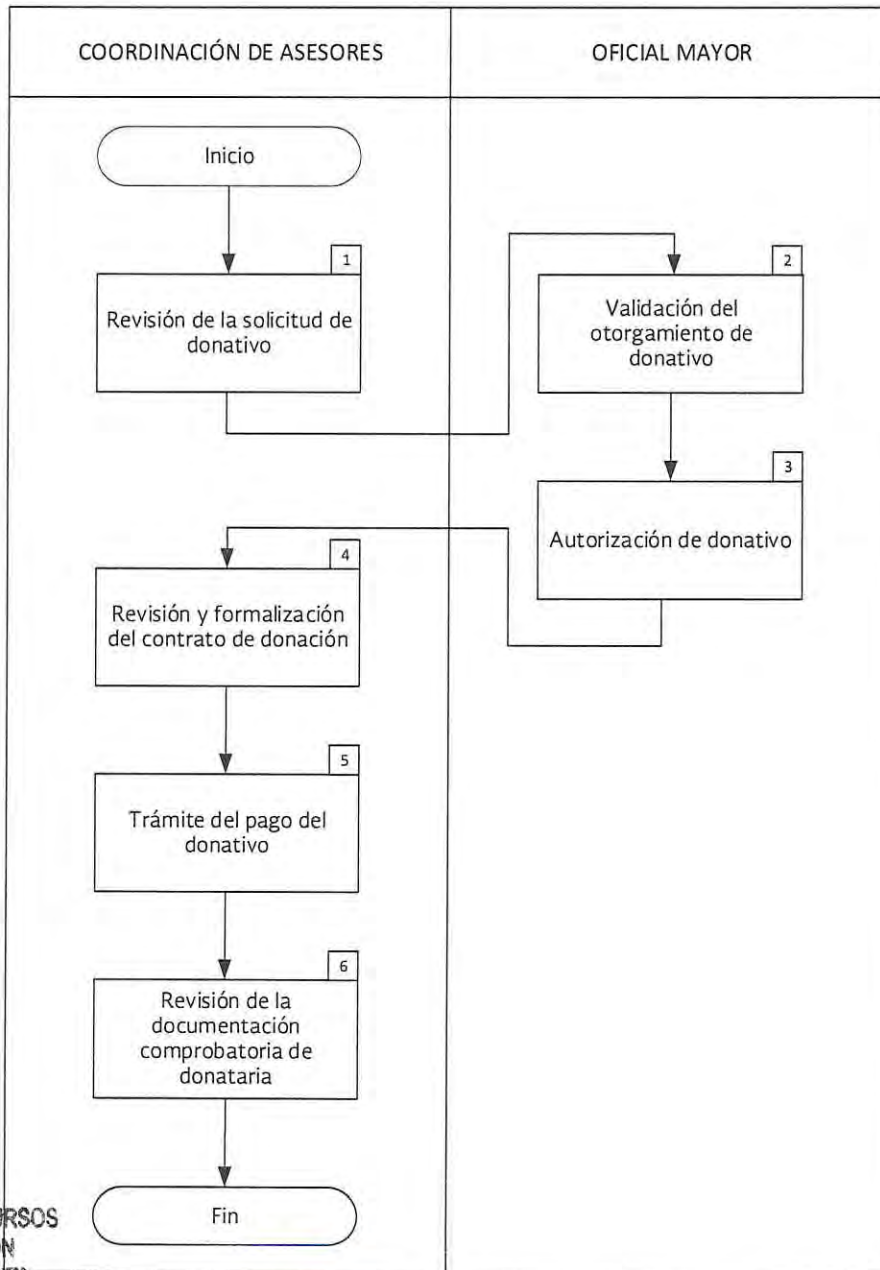 COORDINACIÓN DE ASESORES
OFICIAL MAYOR
Inicio
1
Revisión de la solicitud de
donativo
2
Validación del
otorgamiento de
donativo
3
Autorización de donativo
4
Revisión y formalización
del contrato de donación
5
Trámite del pago del
donativo
6
Revisión de la
documentación
comprobatoria de
donataria
Fin